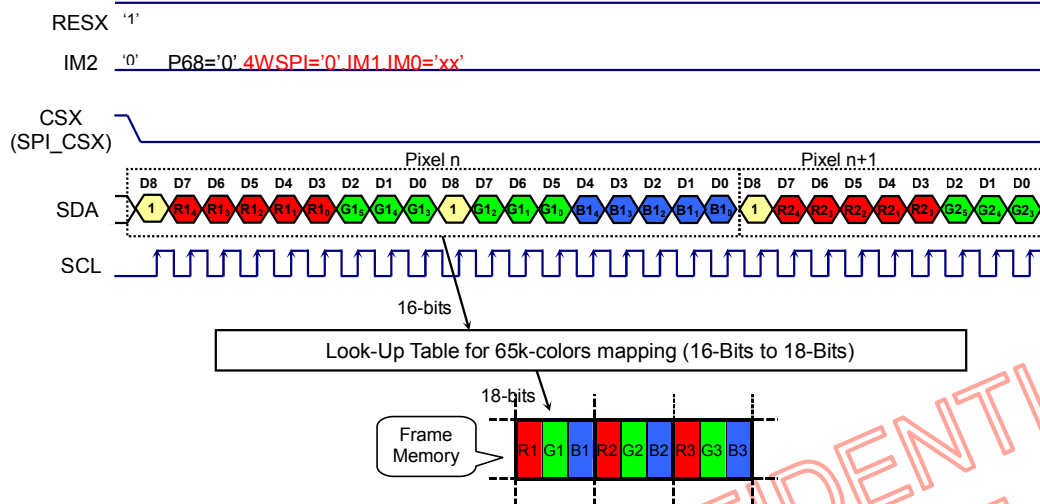 RESX '1'
IM2 '0' P68='0',4WSPI='0',IM1,IM0='xx'
CSX
(SPI_CSX)
Pixel n Pixel n+1
D8 D7 D6 D5 D4 D3 D2 D1 D0 D8 D7 D6 D5 D4 D3 D2 D1 D0 D8 D7 D6 D5 D4 D3 D2 D1 D0
SDA 1 R1₄ R1₃ R1₂ R1₁ R1₀ G1₅ G1₄ G1₃ 1 G1₂ G1₁ G1₀ B1₄ B1₃ B1₂ B1₁ B1₀ 1 R2₄ R2₃ R2₂ R2₁ R2₀ G2₅ G2₄ G2₃
SCL
16-bits
Look-Up Table for 65k-colors mapping (16-Bits to 18-Bits)
18-bits
Frame
Memory
R1 G1 B1 R2 G2 B2 R3 G3 B3